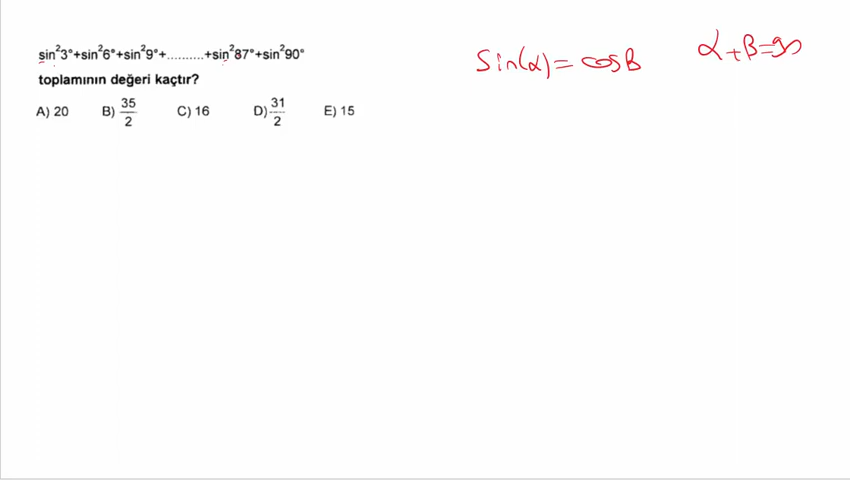 sin²3°+sin²6°+sin²9°+.........+sin²87°+sin²90°
toplamının değeri kaçtır?
A) 20 B) 35/2 C) 16 D) 31/2 E) 15
Sin(α) = cosβ α+β=90